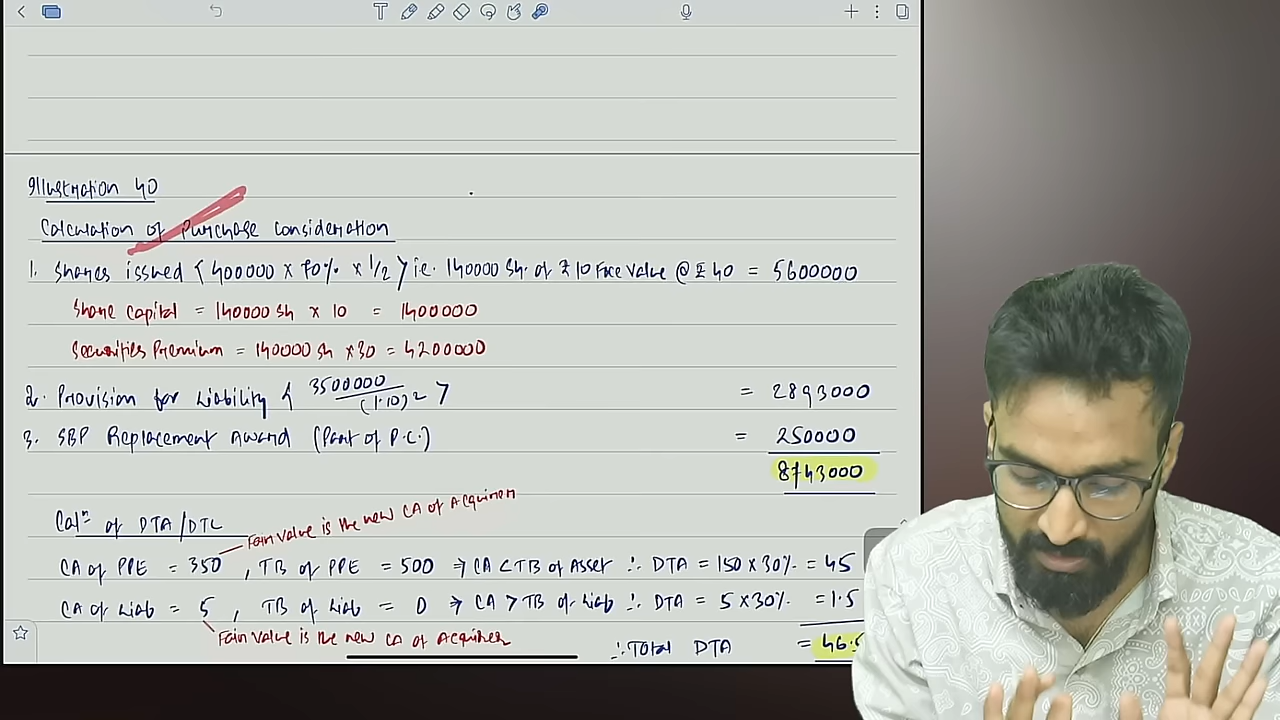 Illustration 40
Calculation of Purchase Consideration
1. Shares issued { 400000 x 70% x 1/2 } ie. 140000 Sh. of ₹10 Face Value @ ₹ 40 = 5600000
Share Capital = 140000 Sh x 10 = 1400000
Securities Premium = 140000 Sh x 30 = 4200000
2. Provision for Liability { 3500000 / (1.10)2 } = 2893000
3. SBP Replacement Award (Part of P.C.) = 250000
8743000
Caln of DTA/DTL
Fair value is the new CA of Acquirer
CA of PPE = 350, TB of PPE = 500 ⇒ CA < TB of Asset ∴ DTA = 150 x 30% = 45
CA of Liab = 5, TB of Liab = 0 ⇒ CA > TB of Liab ∴ DTA = 5 x 30% = 1.5
Fair value is the new CA of Acquirer
∴ Total DTA = 46.5